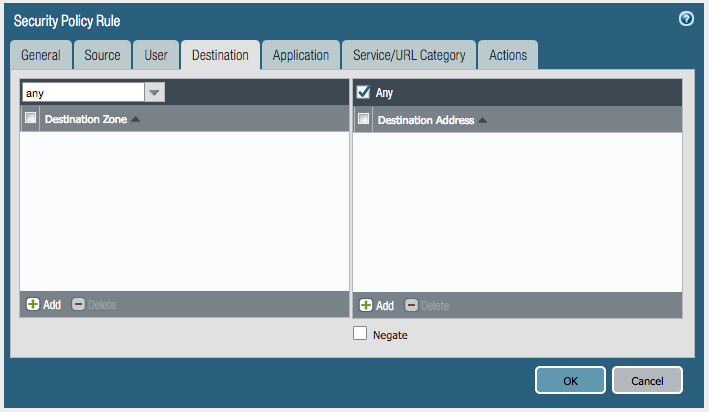 Security Policy Rule
General Source User Destination Application Service/URL Category Actions
any Any
Destination Zone Destination Address
Add Delete Add Delete
Negate
OK Cancel